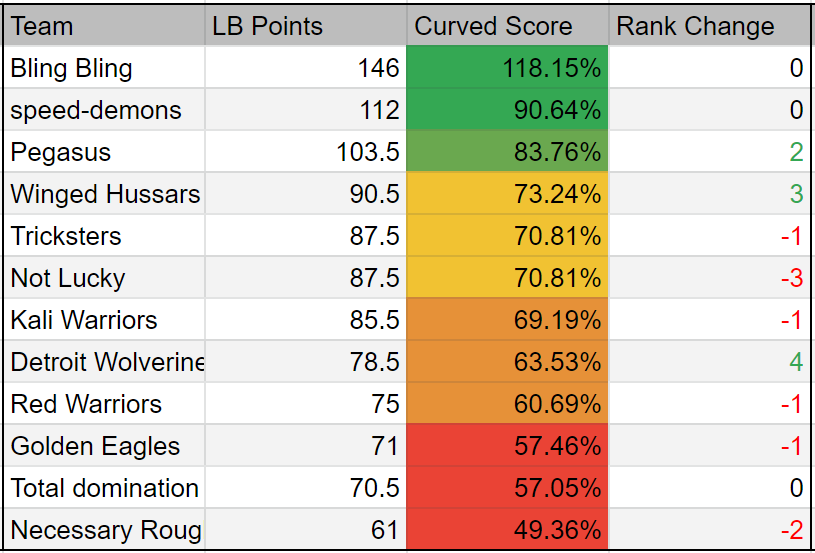 Team LB Points Curved Score Rank Change
Bling Bling 146 118.15% 0
speed-demons 112 90.64% 0
Pegasus 103.5 83.76% 2
Winged Hussars 90.5 73.24% 3
Tricksters 87.5 70.81% -1
Not Lucky 87.5 70.81% -3
Kali Warriors 85.5 69.19% -1
Detroit Wolverine 78.5 63.53% 4
Red Warriors 75 60.69% -1
Golden Eagles 71 57.46% -1
Total domination 70.5 57.05% 0
Necessary Roug 61 49.36% -2